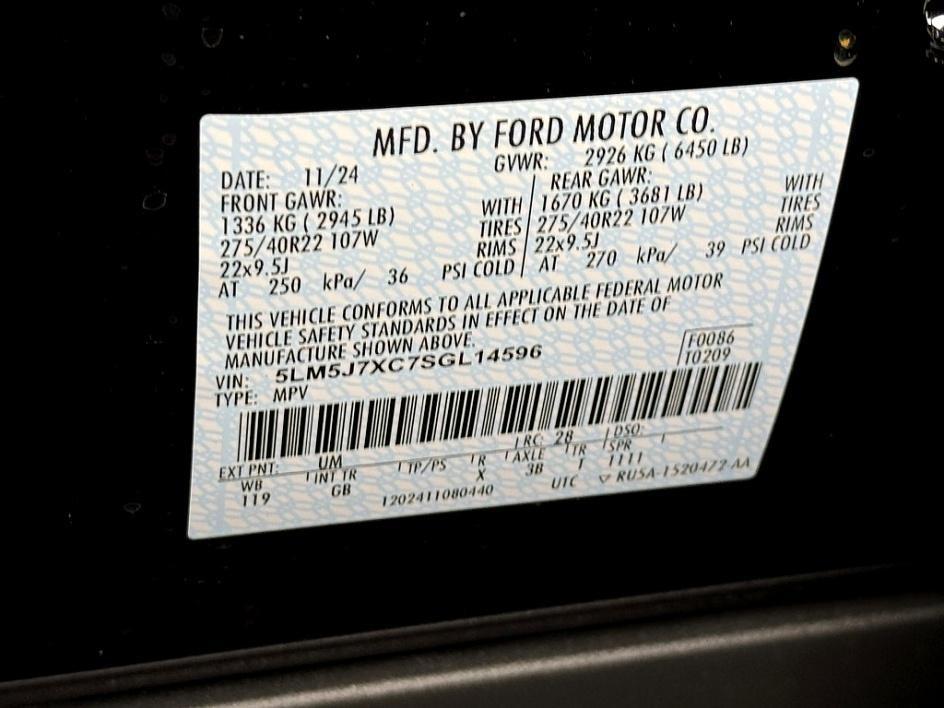 MFD. BY FORD MOTOR CO.
DATE: 11/24 GVWR: 2926 KG ( 6450 LB)
FRONT GAWR: REAR GAWR:
1336 KG ( 2945 LB) WITH 1670 KG ( 3681 LB) WITH
275/40R22 107W TIRES 275/40R22 107W TIRES
22x9.5J RIMS 22x9.5J RIMS
AT 250 kPa/ 36 PSI COLD AT 270 kPa/ 39 PSI COLD
THIS VEHICLE CONFORMS TO ALL APPLICABLE FEDERAL MOTOR
VEHICLE SAFETY STANDARDS IN EFFECT ON THE DATE OF
MANUFACTURE SHOWN ABOVE.
F0086
VIN: 5LM5J7XC7SGL14596 T0209
TYPE: MPV
EXT PNT: UM RC: 28 DSO:
WB INT TR TP/PS R AXLE TR SPR
119 GB X 3B 1 1111
1202411080440 UTC ▽ RU5A-1520472-AA